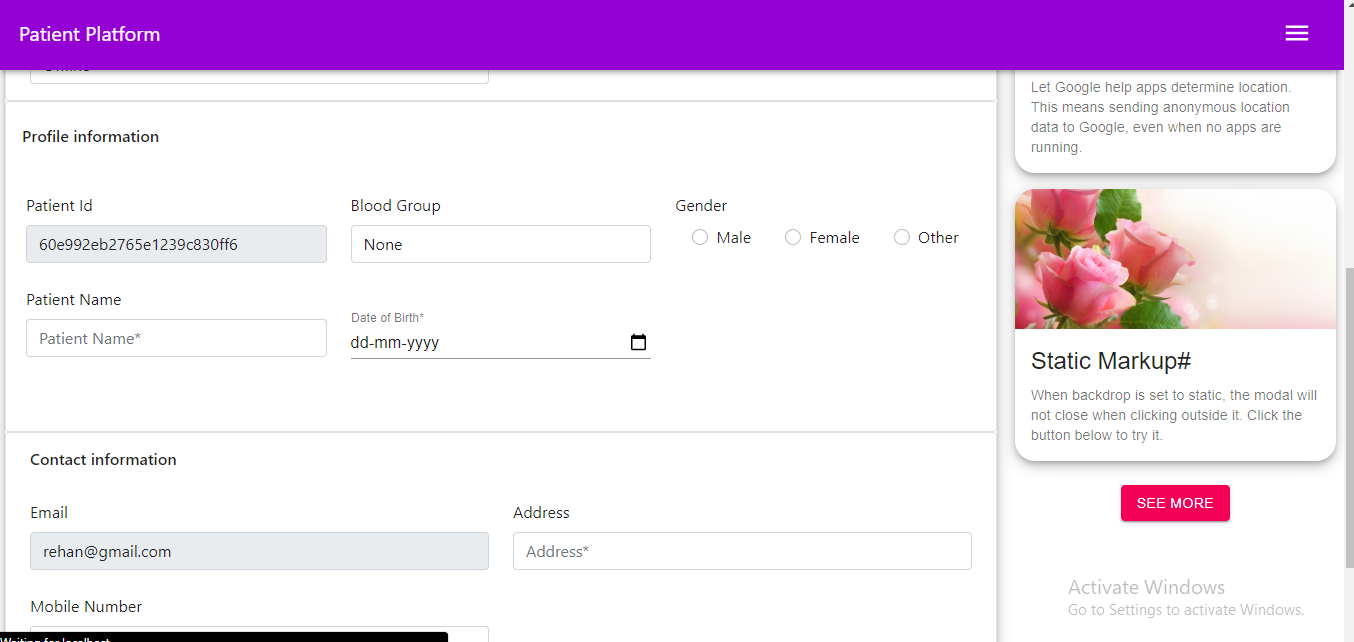 Patient Platform
Profile information
Patient Id
Blood Group
Gender
60e992eb2765e1239c830ff6
None
Male
Female
Other
Patient Name
Patient Name*
Date of Birth*
dd-mm-yyyy
Contact information
Email
Address
rehan@gmail.com
Address*
Mobile Number
Let Google help apps determine location.
This means sending anonymous location
data to Google, even when no apps are
running.
Static Markup#
When backdrop is set to static, the modal will
not close when clicking outside it. Click the
button below to try it.
SEE MORE
Activate Windows
Go to Settings to activate Windows.
Waiting for localhost